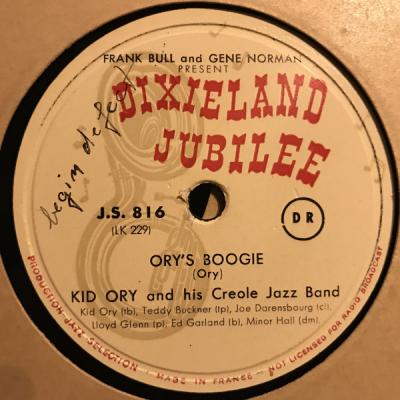 FRANK BULL and GENE NORMAN
PRESENT
DIXIELAND
JUBILEE
begin defect
J.S. 816
(LK 229)
DR
ORY'S BOOGIE
(Ory)
KID ORY and his Creole Jazz Band
Kid Ory (tb), Teddy Buckner (tp), Joe Darensbourg (cl),
Lloyd Glenn (p), Ed Garland (b), Minor Hall (dm).
PRODUCTION JAZZ SELECTION - MADE IN FRANCE - NOT LICENSED FOR RADIO BROADCAST